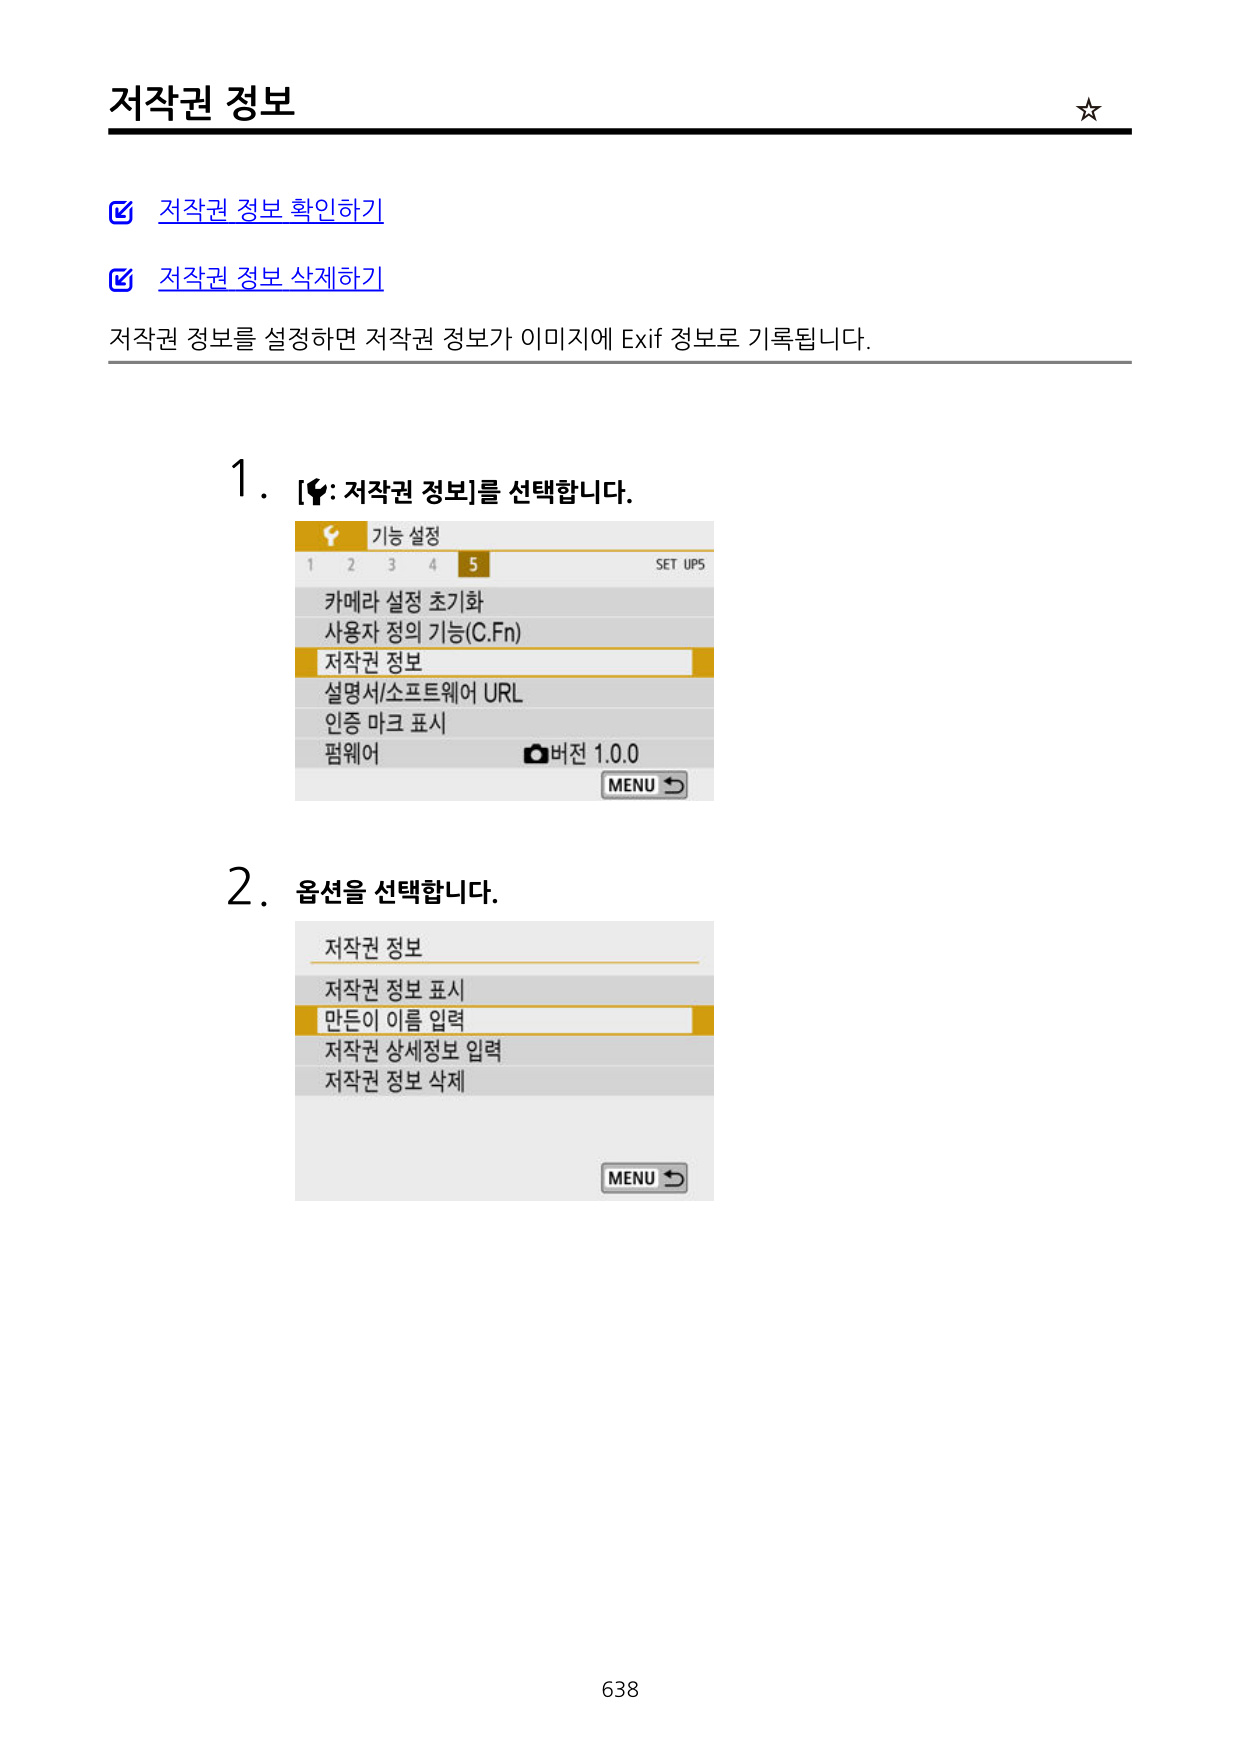 저작권 정보 ☆
저작권 정보 확인하기
저작권 정보 삭제하기
저작권 정보를 설정하면 저작권 정보가 이미지에 Exif 정보로 기록됩니다.
1. [: 저작권 정보]를 선택합니다.
기능 설정
1 2 3 4 5 SET UP5
카메라 설정 초기화
사용자 정의 기능(C.Fn)
저작권 정보
설명서/소프트웨어 URL
인증 마크 표시
펌웨어 버전 1.0.0
MENU
2. 옵션을 선택합니다.
저작권 정보
저작권 정보 표시
만든이 이름 입력
저작권 상세정보 입력
저작권 정보 삭제
MENU
638